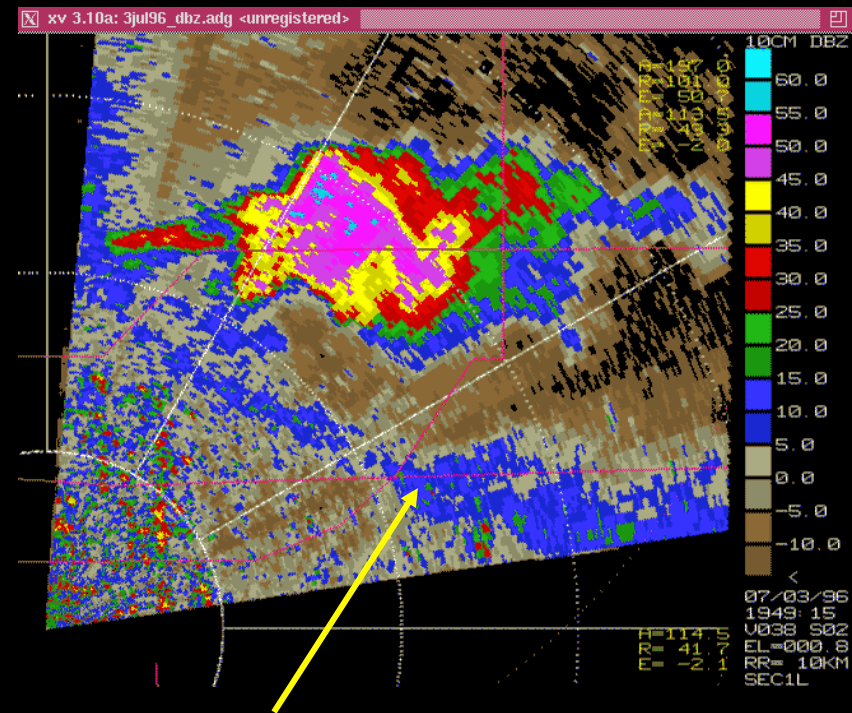 xv 3.10a: 3jul96_dbz.adg <unregistered>
10CM DBZ
60.0
55.0
50.0
45.0
40.0
35.0
30.0
25.0
20.0
15.0
10.0
5.0
0.0
-5.0
-10.0
<
07/03/96
1949:15
V038 S02
EL=000.8
RR= 10KM
SEC1L
H=114.5
R= 41.7
E= -2.1